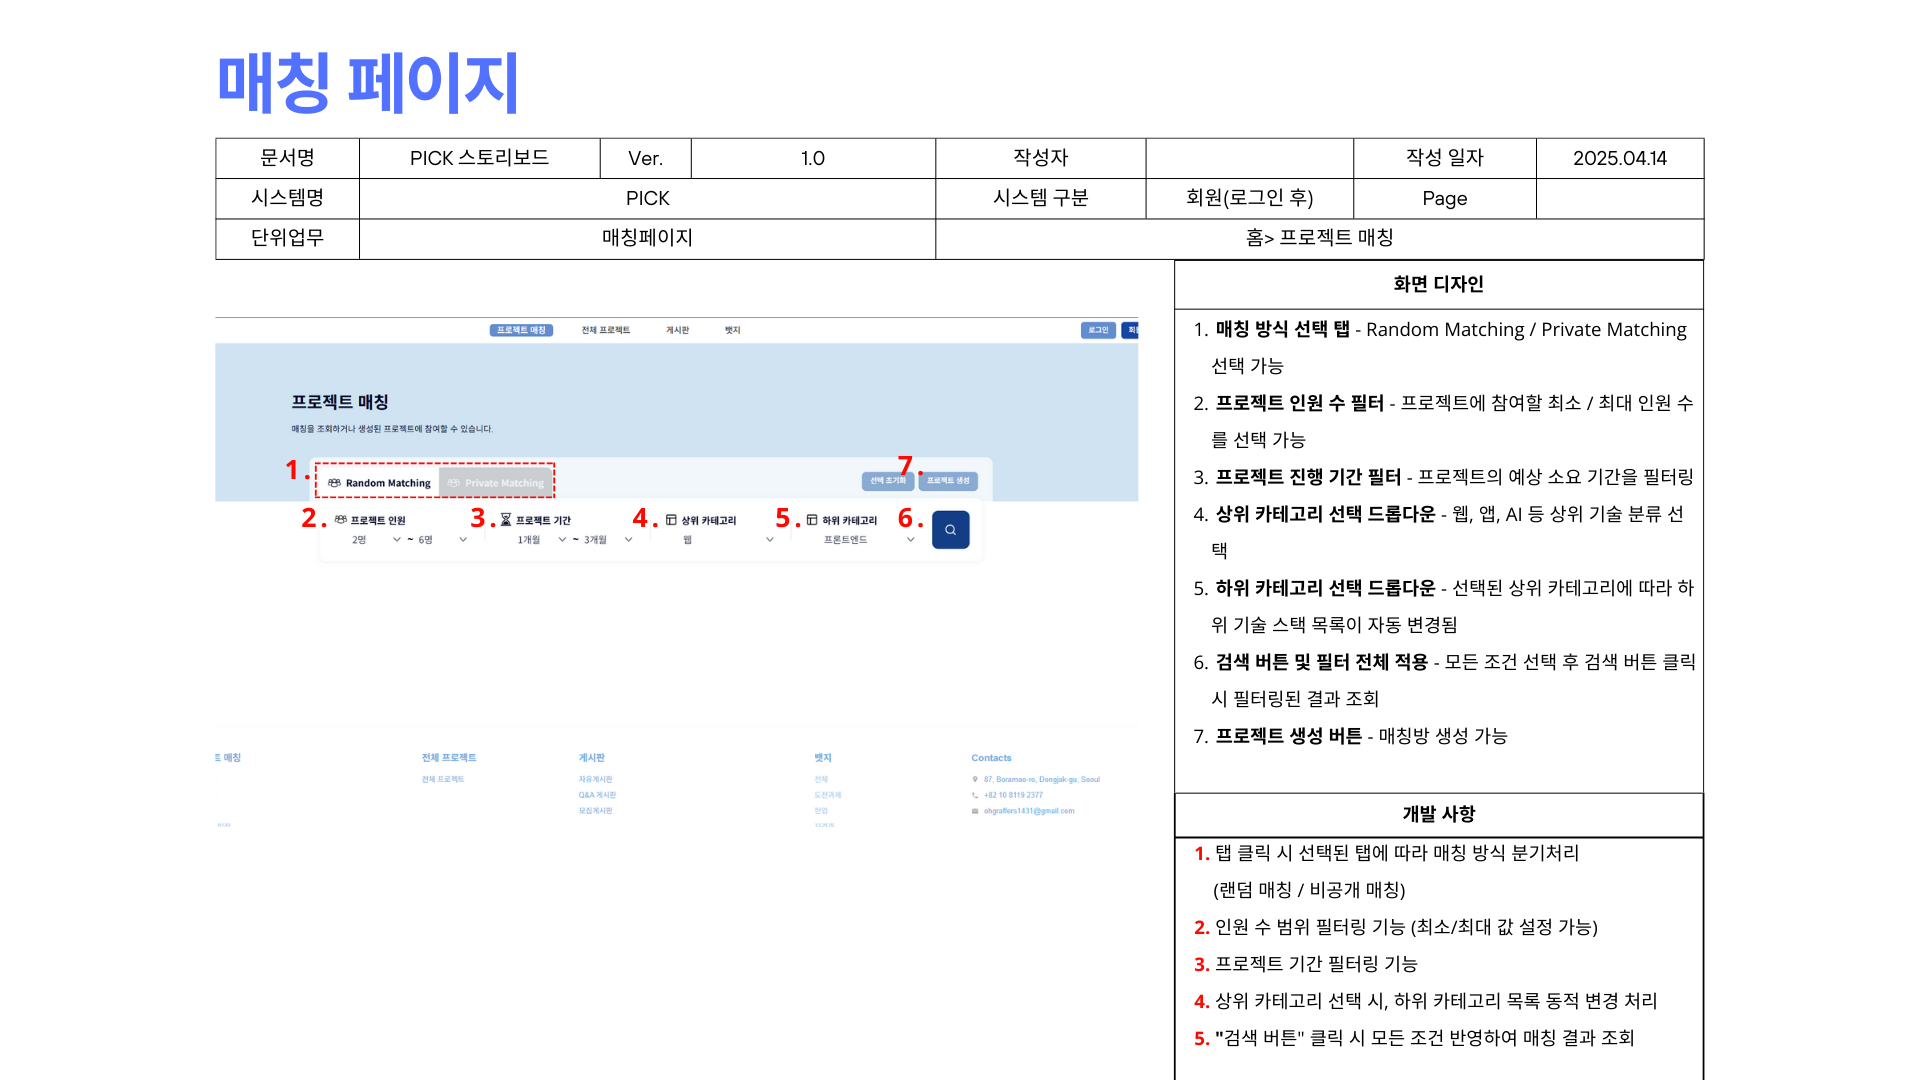 매칭 페이지
문서명 PICK 스토리보드 Ver. 1.0 작성자 작성 일자 2025.04.14
시스템명 PICK 시스템 구분 회원(로그인 후) Page
단위업무 매칭페이지 홈> 프로젝트 매칭
프로젝트 매칭 전체 프로젝트 게시판 뱃지 로그인
프로젝트 매칭
매칭을 조회하거나 생성된 프로젝트에 참여할 수 있습니다.
1. Random Matching Private Matching 선택 초기화 7. 프로젝트 생성
2. 프로젝트 인원 3. 프로젝트 기간 4. 상위 카테고리 5. 하위 카테고리 6.
2명 ~ 6명 1개월 ~ 3개월 웹 프론트엔드
트 매칭 전체 프로젝트 게시판 뱃지 Contacts
전체 프로젝트 자유게시판 전체 87, Boramae-ro, Dongjak-gu, Seoul
Q&A 게시판 도전과제 +82 10 8119 2377
모집게시판 헌업 ohgraffers1431@gmail.com
화면 디자인
1. 매칭 방식 선택 탭 - Random Matching / Private Matching
선택 가능
2. 프로젝트 인원 수 필터 - 프로젝트에 참여할 최소 / 최대 인원 수
를 선택 가능
3. 프로젝트 진행 기간 필터 - 프로젝트의 예상 소요 기간을 필터링
4. 상위 카테고리 선택 드롭다운 - 웹, 앱, AI 등 상위 기술 분류 선
택
5. 하위 카테고리 선택 드롭다운 - 선택된 상위 카테고리에 따라 하
위 기술 스택 목록이 자동 변경됨
6. 검색 버튼 및 필터 전체 적용 - 모든 조건 선택 후 검색 버튼 클릭
시 필터링된 결과 조회
7. 프로젝트 생성 버튼 - 매칭방 생성 가능
개발 사항
1. 탭 클릭 시 선택된 탭에 따라 매칭 방식 분기처리
(랜덤 매칭 / 비공개 매칭)
2. 인원 수 범위 필터링 기능 (최소/최대 값 설정 가능)
3. 프로젝트 기간 필터링 기능
4. 상위 카테고리 선택 시, 하위 카테고리 목록 동적 변경 처리
5. "검색 버튼" 클릭 시 모든 조건 반영하여 매칭 결과 조회